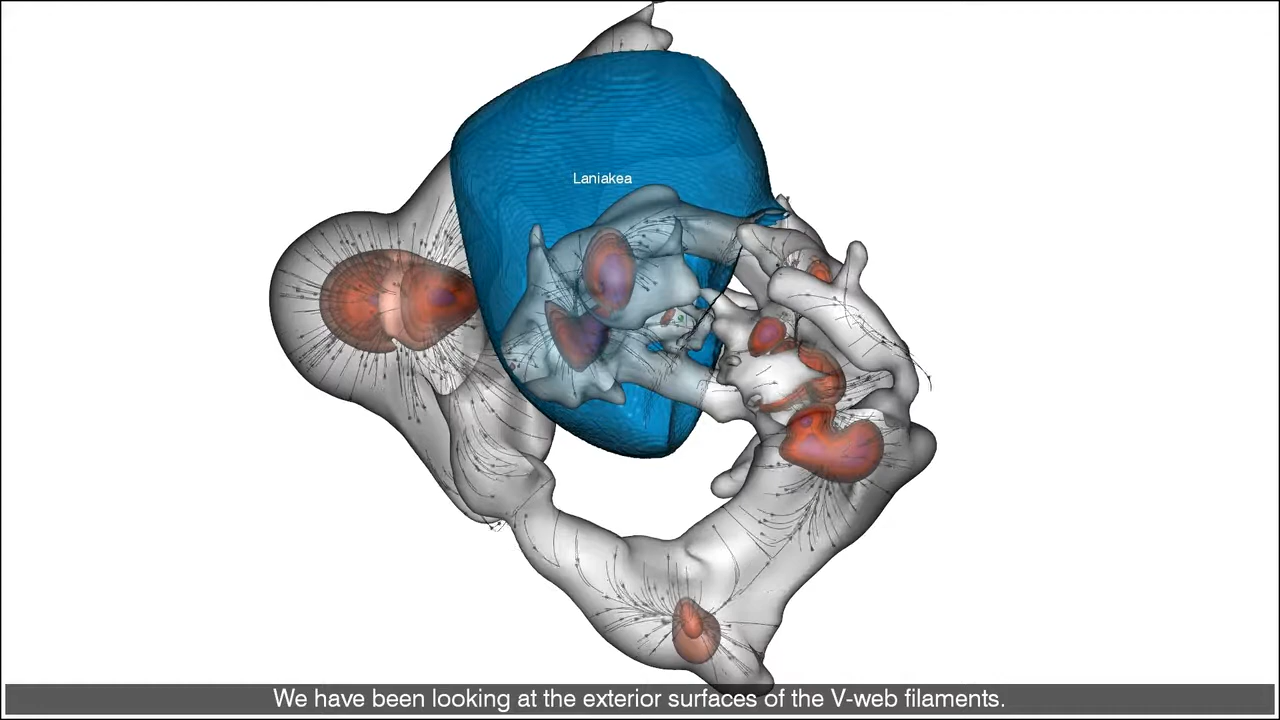 Laniakea
We have been looking at the exterior surfaces of the V-web filaments.